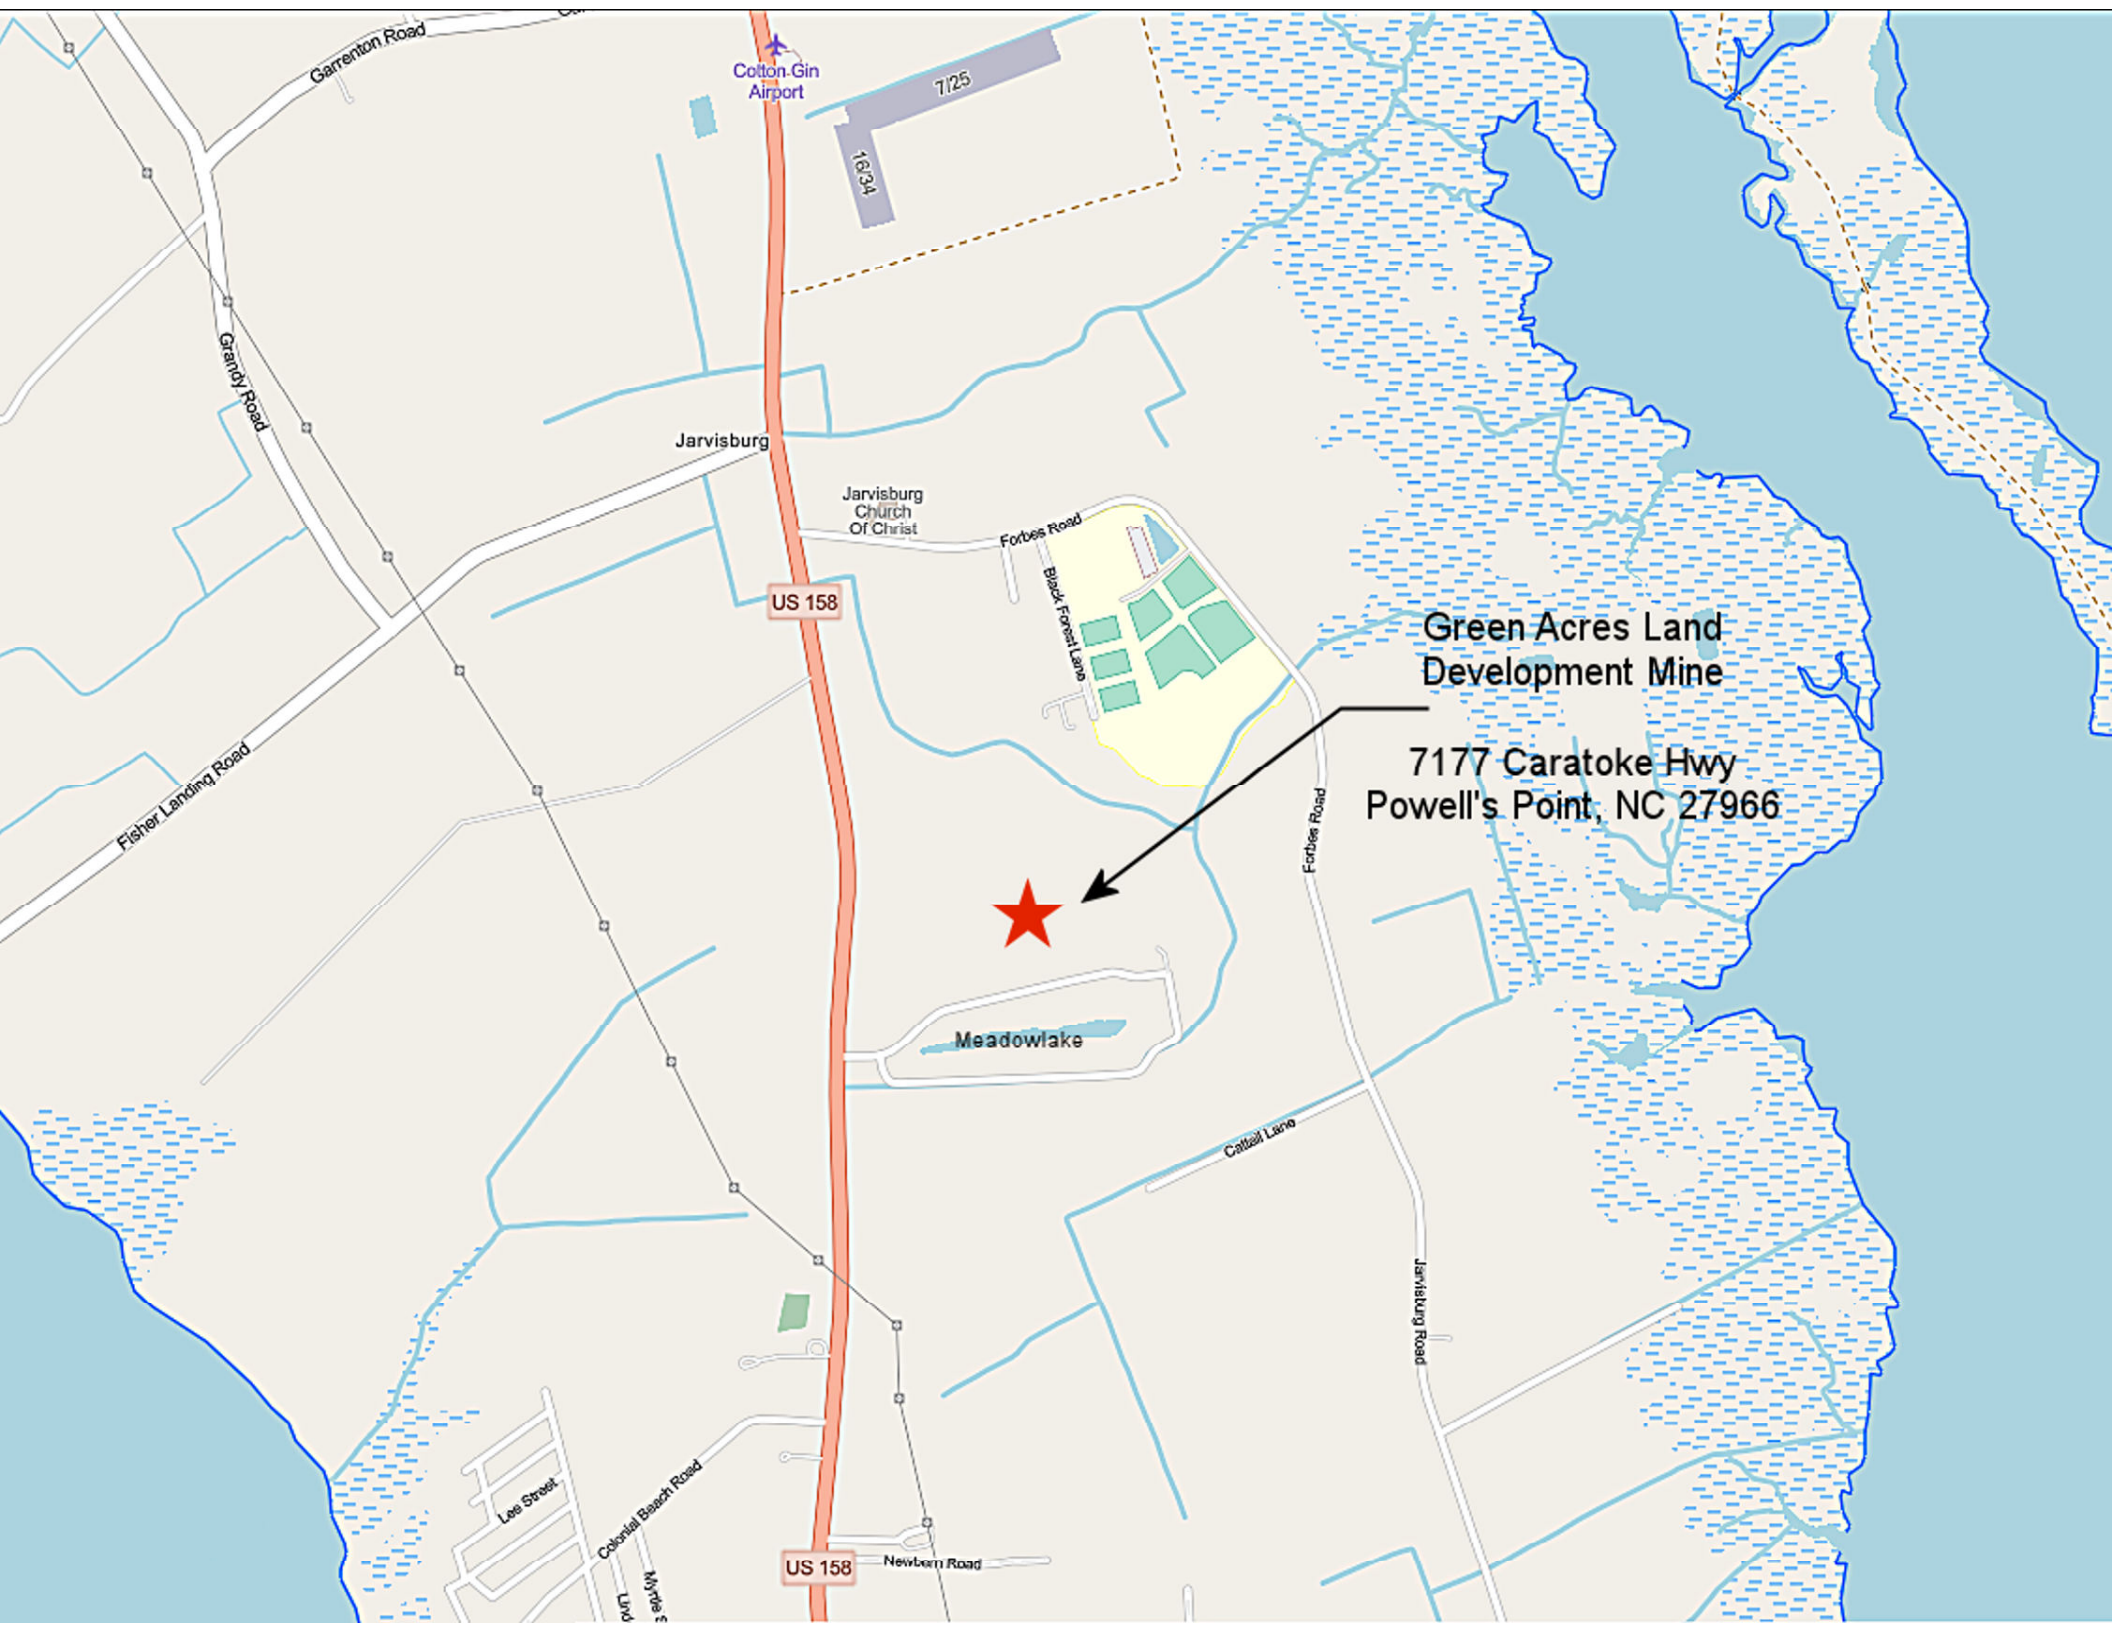 Garrenton Road
Cotton Gin
Airport
7/25
16/34
Grandy Road
Jarvisburg
Jarvisburg
Church
Of Christ
Forbes Road
Black Forest Lane
US 158
Green Acres Land
Development Mine
7177 Caratoke Hwy
Powell's Point, NC 27966
Fisher Landing Road
Forbes Road
Meadowlake
Cattail Lane
Jarvisburg Road
Lee Street
Colonial Beach Road
US 158
Newbern Road
Myrtle S
Lind